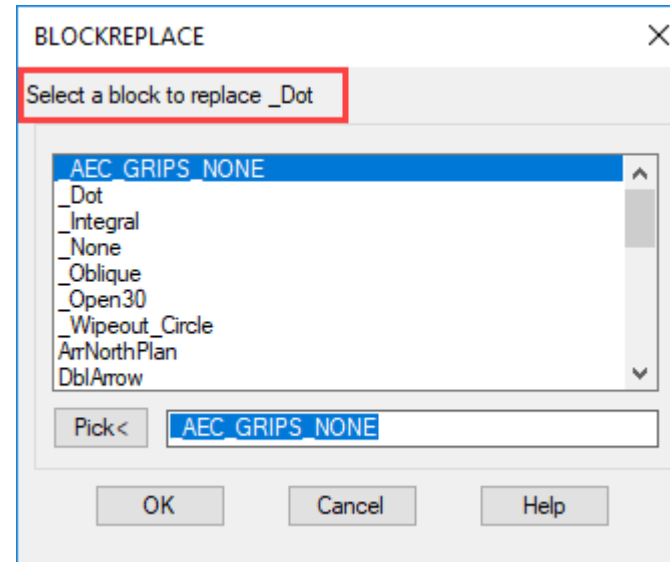 BLOCKREPLACE
Select a block to replace _Dot
_AEC_GRIPS_NONE
_Dot
_Integral
_None
_Oblique
_Open30
_Wipeout_Circle
ArrNorthPlan
DblArrow
Pick< _AEC_GRIPS_NONE
OK Cancel Help